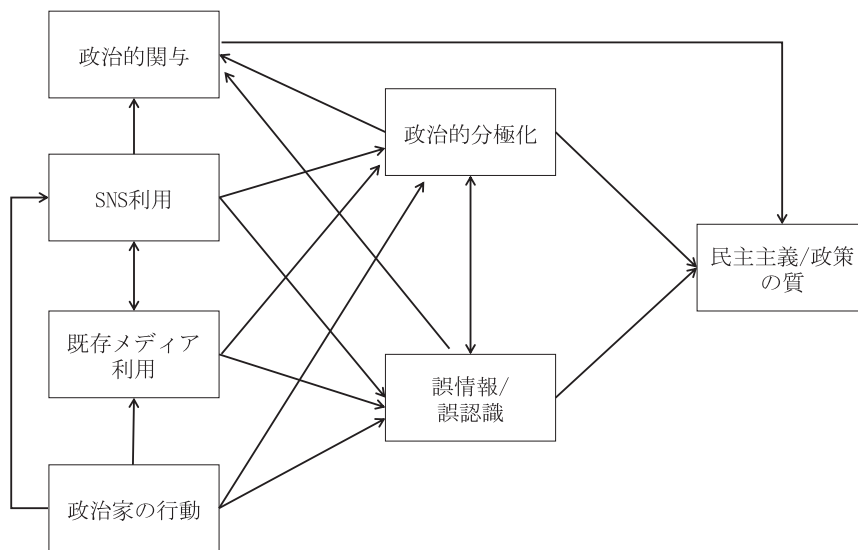 政治的関与
政治的分極化
SNS利用
民主主義/政策
の質
既存メディア
利用
誤情報/
誤認識
政治家の行動